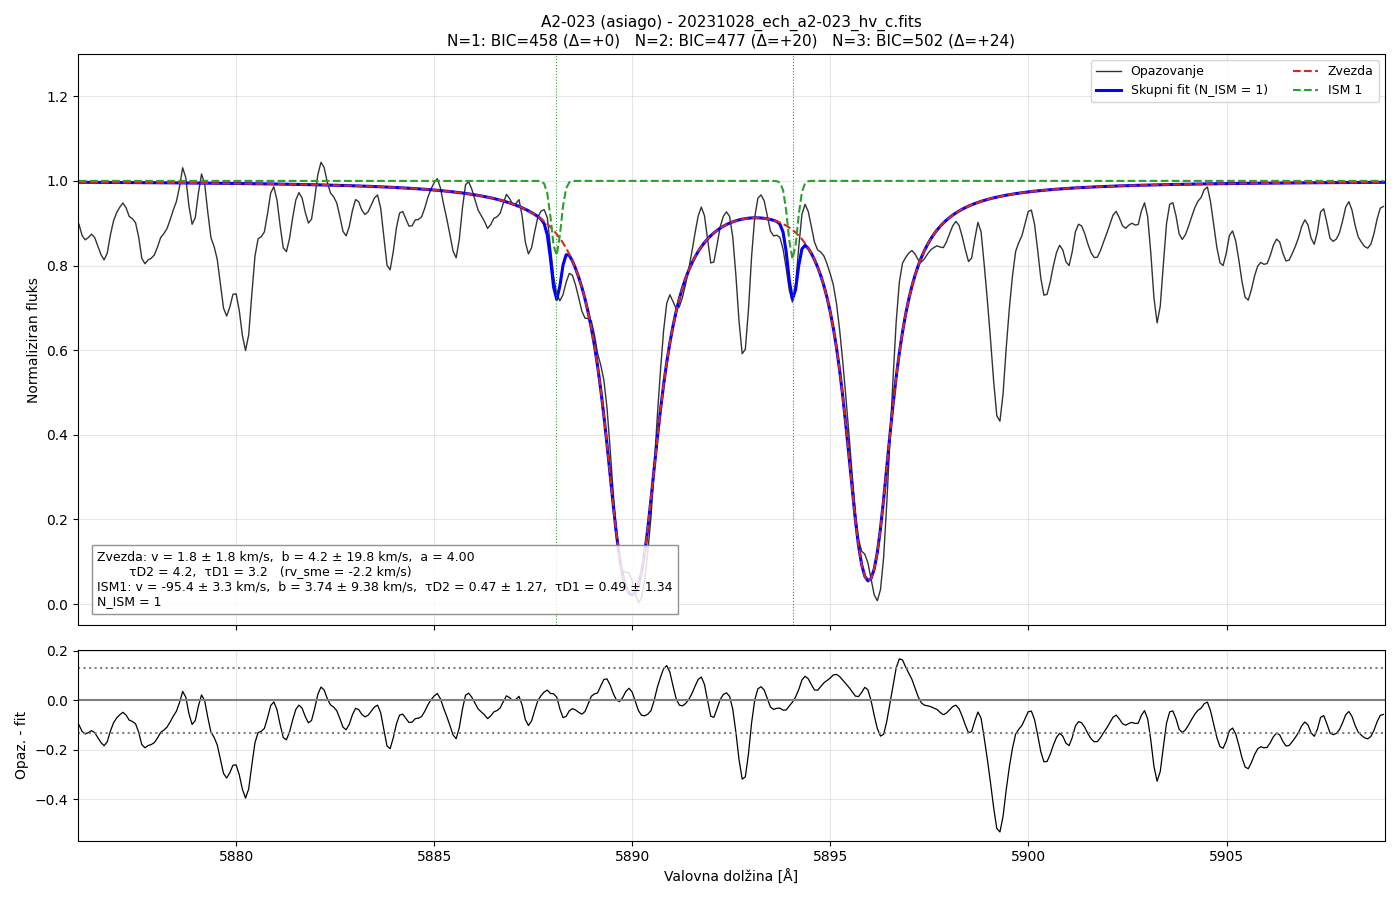 A2-023 (asiago) - 20231028_ech_a2-023_hv_c.fits
N=1: BIC=458 (Δ=+0)   N=2: BIC=477 (Δ=+20)   N=3: BIC=502 (Δ=+24)
Opazovanje
Skupni fit (N_ISM = 1)
Zvezda
ISM 1
Normaliziran fluks
1.2
1.0
0.8
0.6
0.4
0.2
0.0
Zvezda: v = 1.8 ± 1.8 km/s,  b = 4.2 ± 19.8 km/s,  a = 4.00
τD2 = 4.2,  τD1 = 3.2   (rv_sme = -2.2 km/s)
ISM1: v = -95.4 ± 3.3 km/s,  b = 3.74 ± 9.38 km/s,  τD2 = 0.47 ± 1.27,  τD1 = 0.49 ± 1.34
N_ISM = 1
Opaz. - fit
0.2
0.0
−0.2
−0.4
5880
5885
5890
5895
5900
5905
Valovna dolžina [Å]